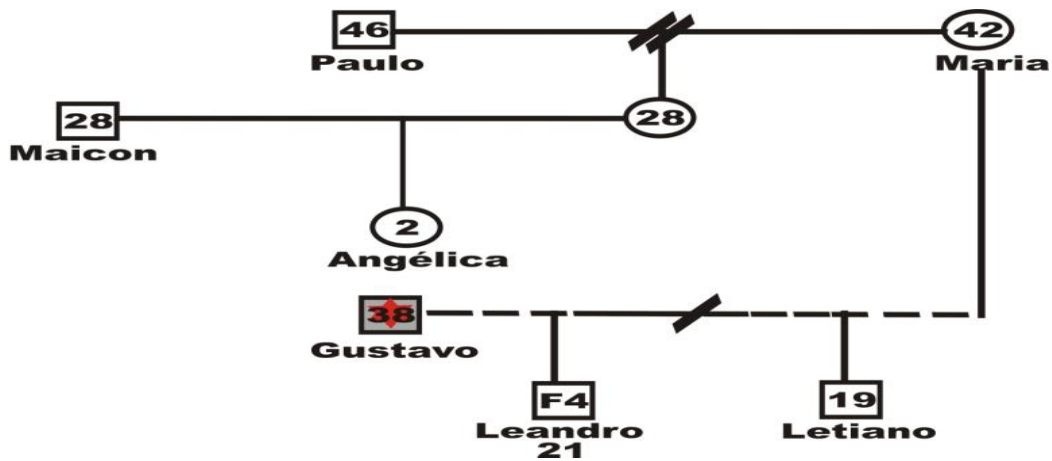 46
Paulo
42
Maria
28
Maicon
28
2
Angélica
38
Gustavo
F4
Leandro
21
19
Letiano